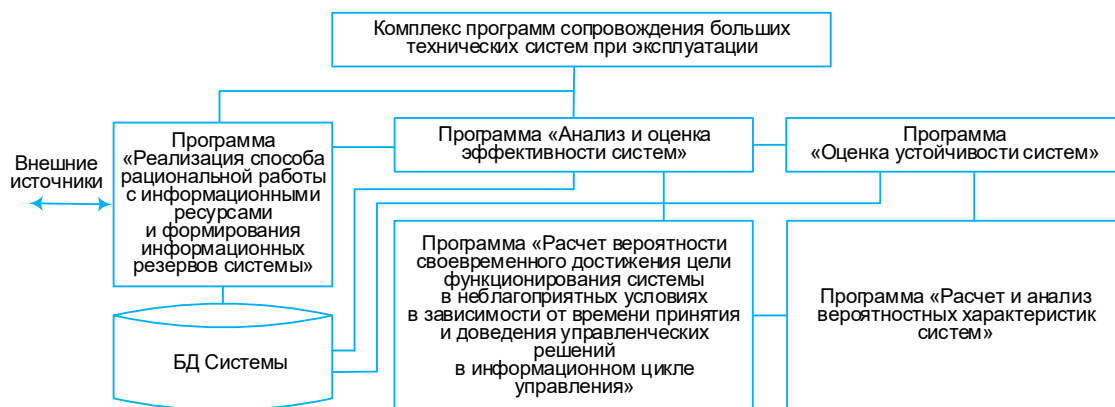 Комплекс программ сопровождения больших
технических систем при эксплуатации
Внешние
источники
Программа
«Реализация способа
рациональной работы
с информационными
ресурсами
и формирования
информационных
резервов системы»
Программа «Анализ и оценка
эффективности систем»
Программа
«Оценка устойчивости систем»
БД Системы
Программа «Расчет вероятности
своевременного достижения цели
функционирования системы
в неблагоприятных условиях
в зависимости от времени принятия
и доведения управленческих
решений
в информационном цикле
управления»
Программа «Расчет и анализ
вероятностных характеристик
систем»